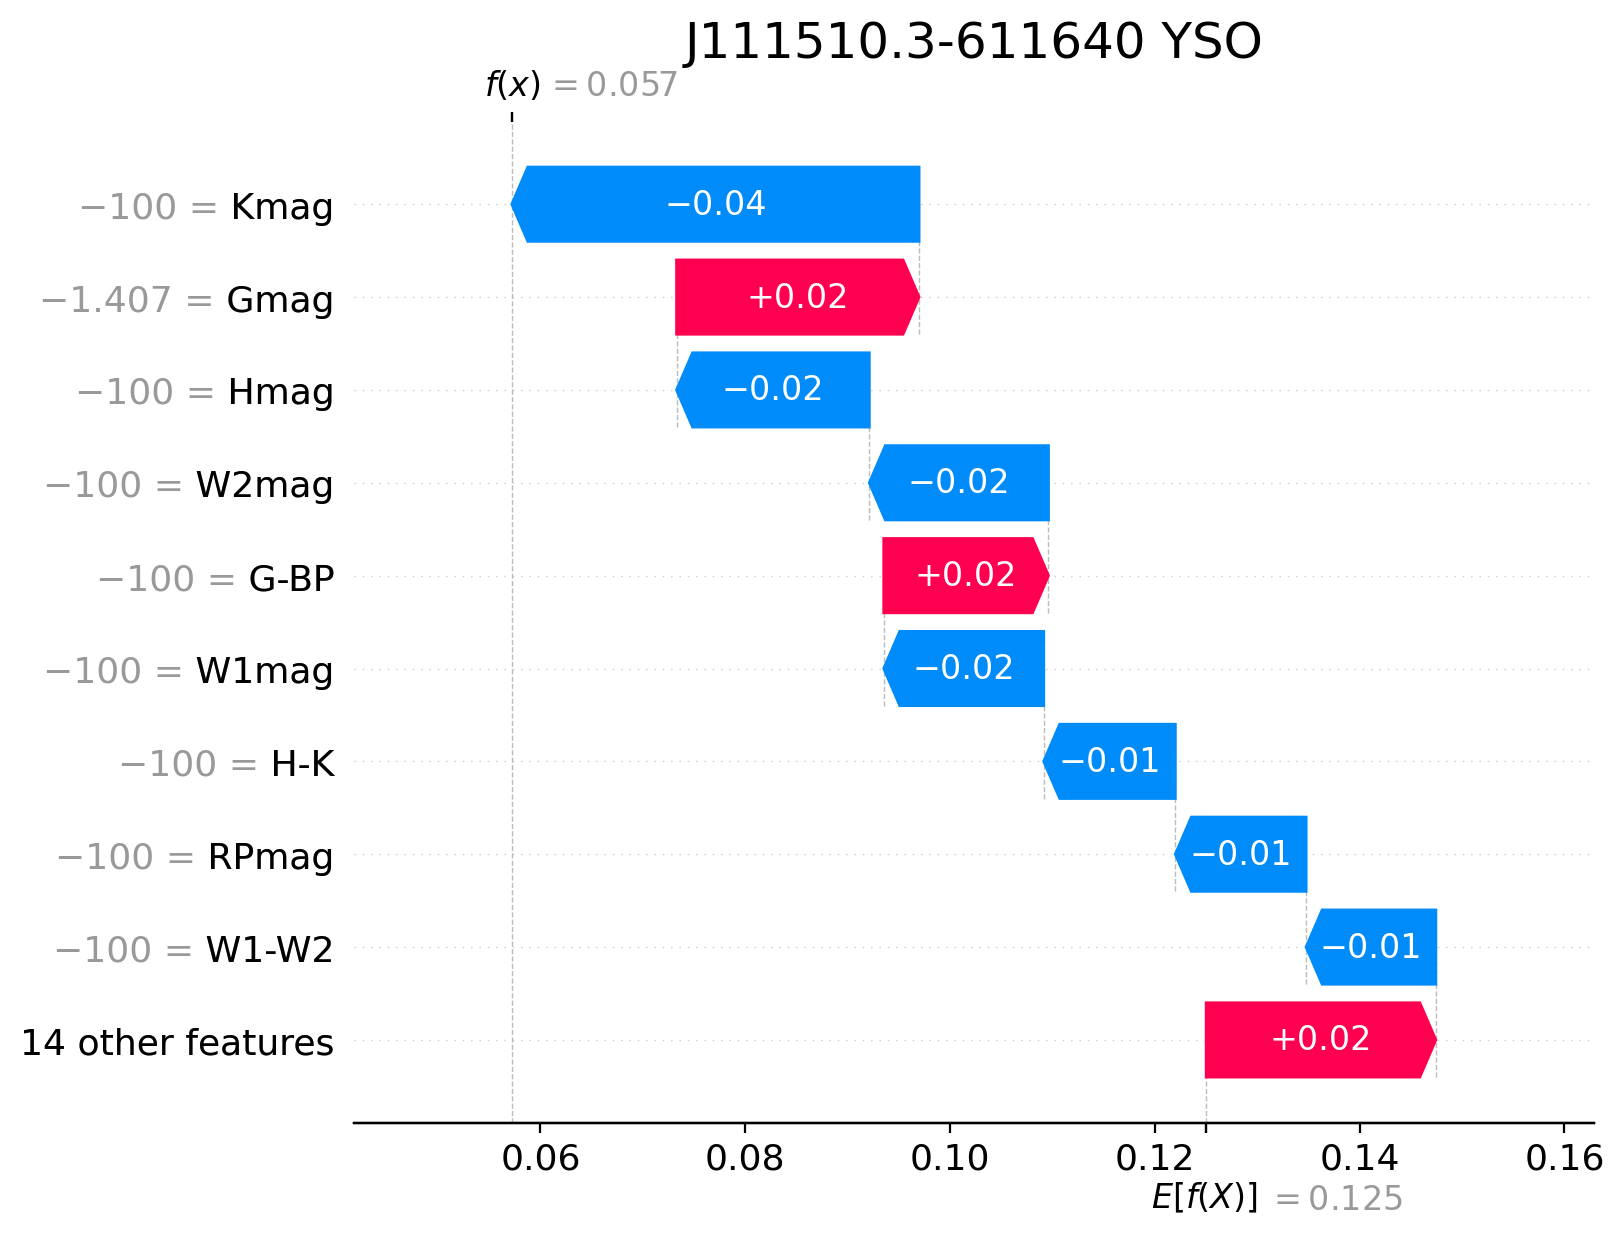 J111510.3-611640 YSO
f(x) = 0.057
−100 = Kmag
−0.04
−1.407 = Gmag
+0.02
−100 = Hmag
−0.02
−100 = W2mag
−0.02
−100 = G-BP
+0.02
−100 = W1mag
−0.02
−100 = H-K
−0.01
−100 = RPmag
−0.01
−100 = W1-W2
−0.01
14 other features
+0.02
0.06 0.08 0.10 0.12 0.14 0.16
E[f(X)] = 0.125